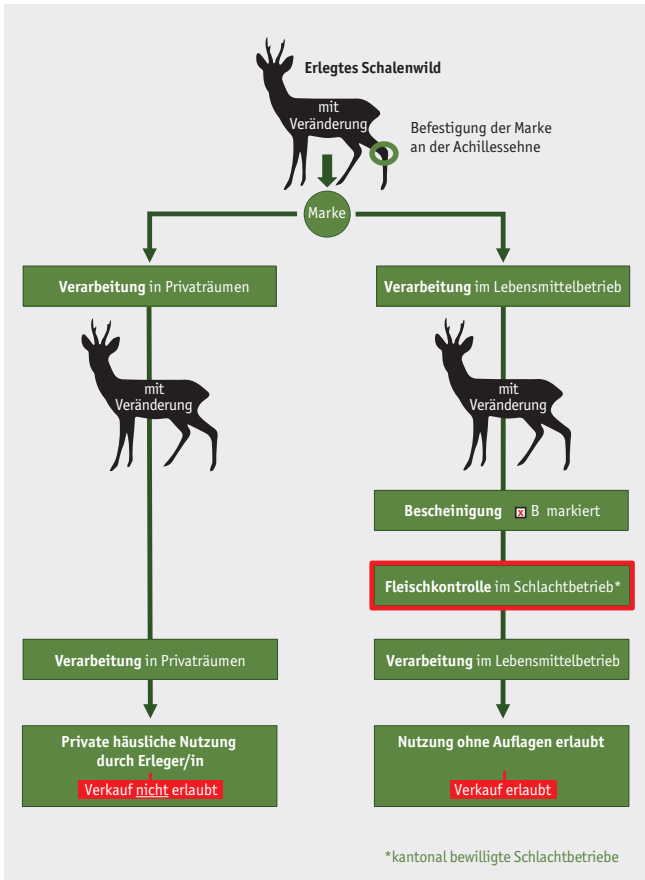 Erlegtes Schalenwild
mit
Veränderung
Befestigung der Marke
an der Achillessehne
Marke
Verarbeitung in Privaträumen
Verarbeitung im Lebensmittelbetrieb
mit
Veränderung
mit
Veränderung
Bescheinigung x B markiert
Fleischkontrolle im Schlachtbetrieb*
Verarbeitung in Privaträumen
Verarbeitung im Lebensmittelbetrieb
Private häusliche Nutzung
durch Erleger/in
Verkauf nicht erlaubt
Nutzung ohne Auflagen erlaubt
Verkauf erlaubt
*kantonal bewilligte Schlachtbetriebe